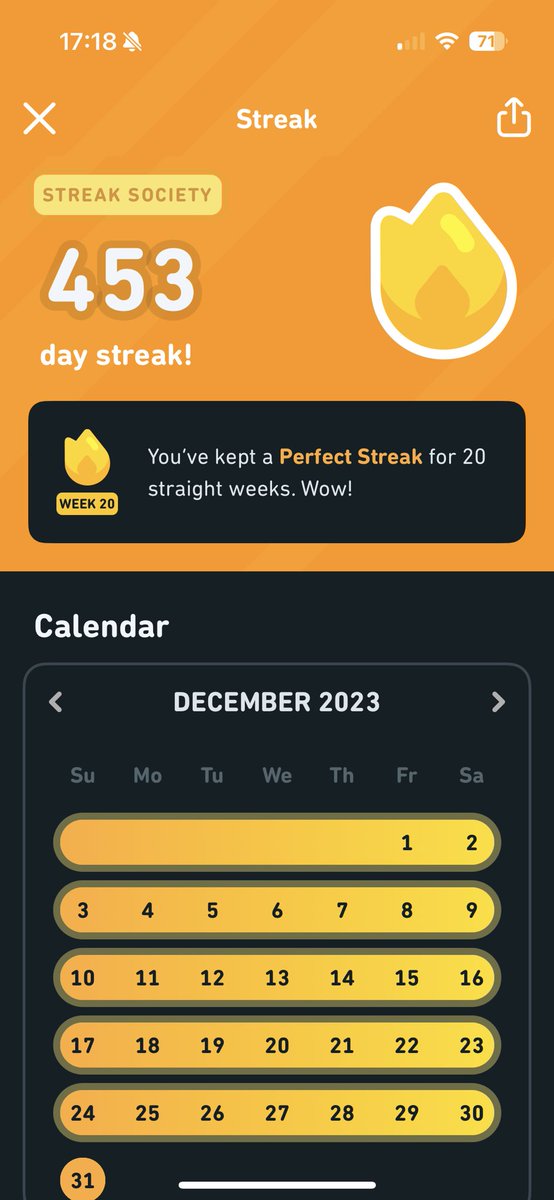 17:18
71
Streak
STREAK SOCIETY
453
day streak!
You've kept a Perfect Streak for 20
straight weeks. Wow!
WEEK 20
Calendar
DECEMBER 2023
Su Mo Tu We Th Fr Sa
1 2
3 4 5 6 7 8 9
10 11 12 13 14 15 16
17 18 19 20 21 22 23
24 25 26 27 28 29 30
31